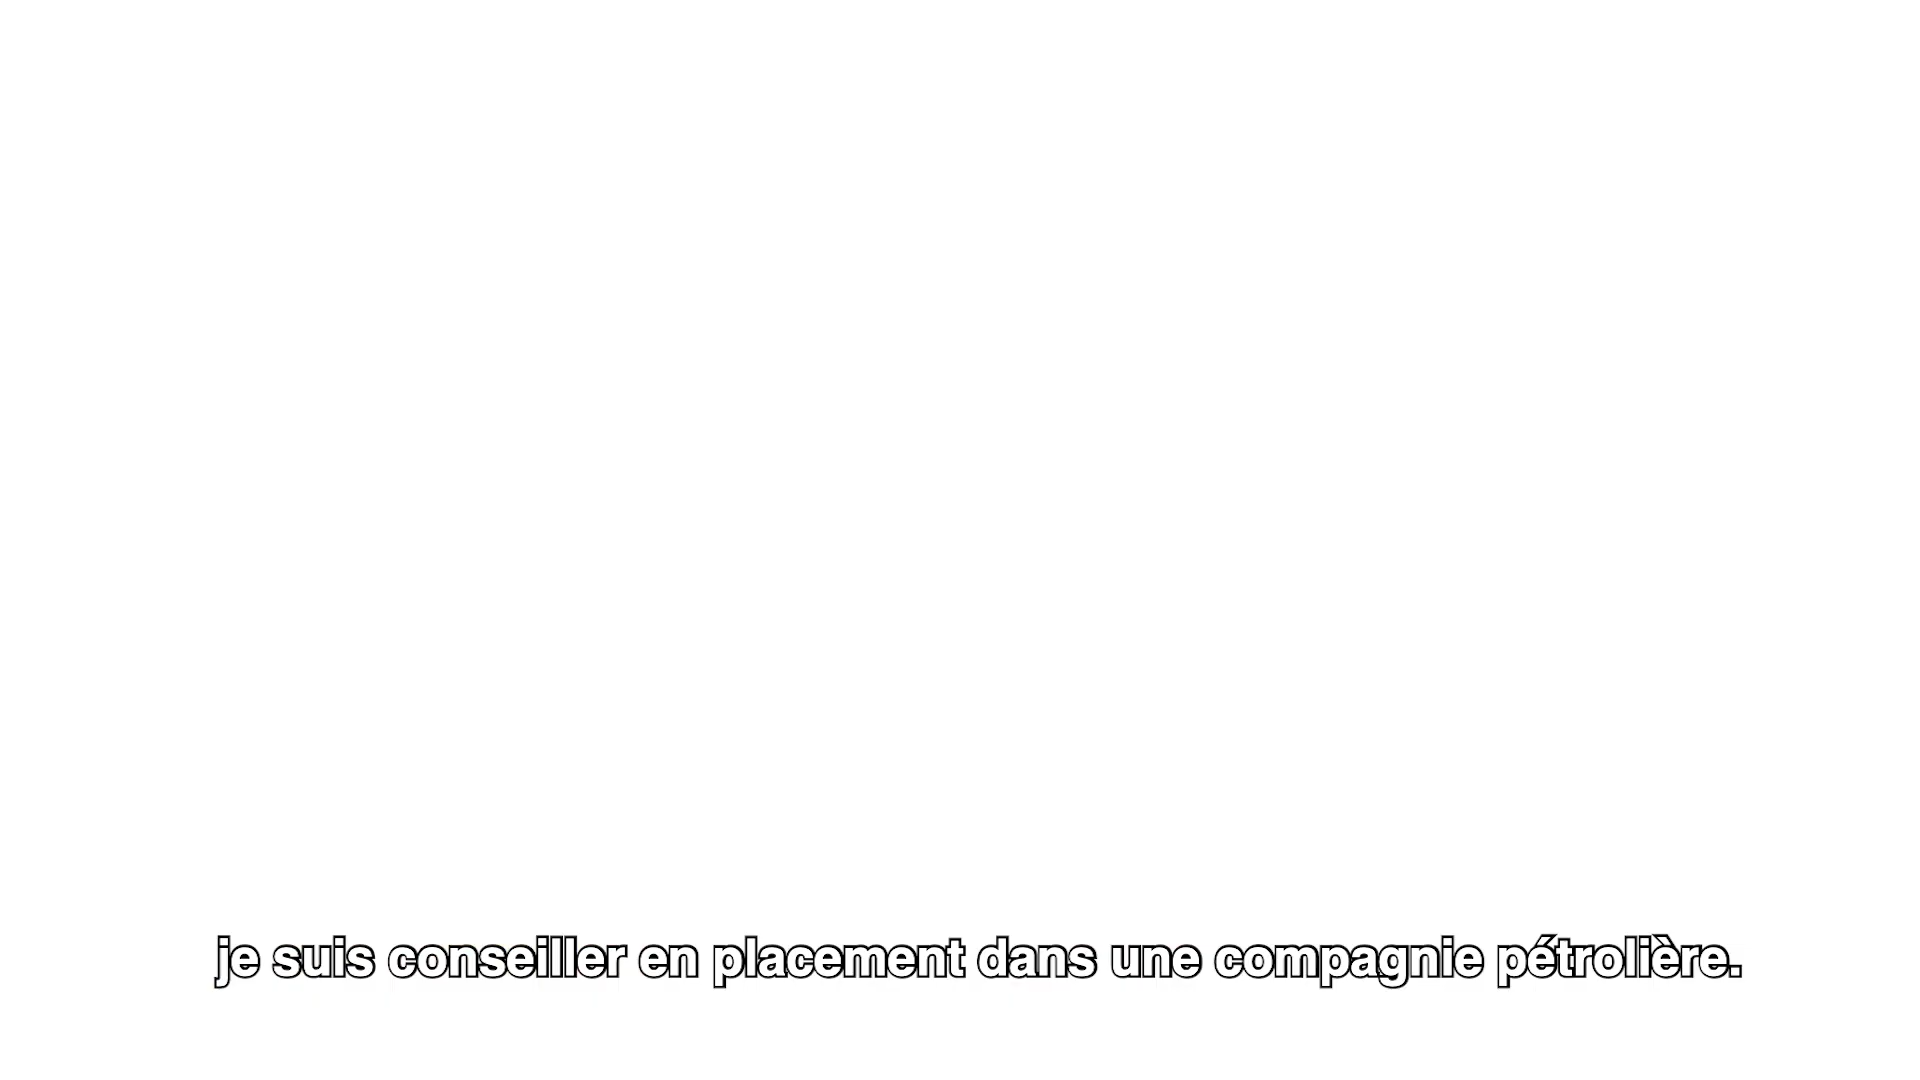 je suis conseiller en placement dans une compagnie pétrolière.